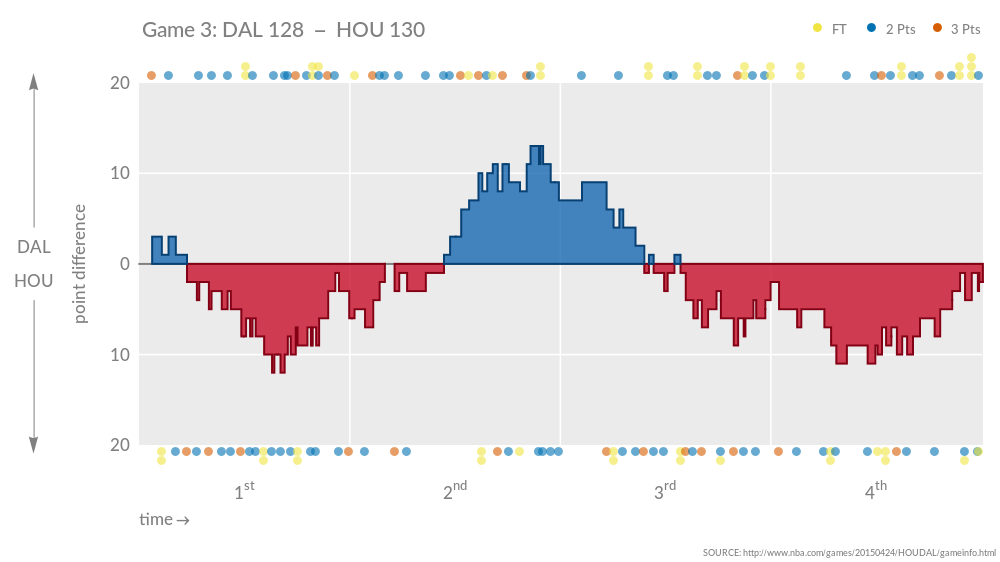 Game 3: DAL 128 – HOU 130
FT 2 Pts 3 Pts
20
10
0
10
20
DAL
HOU
point difference
1st 2nd 3rd 4th
time→
SOURCE: http://www.nba.com/games/20150424/HOUDAL/gameinfo.html